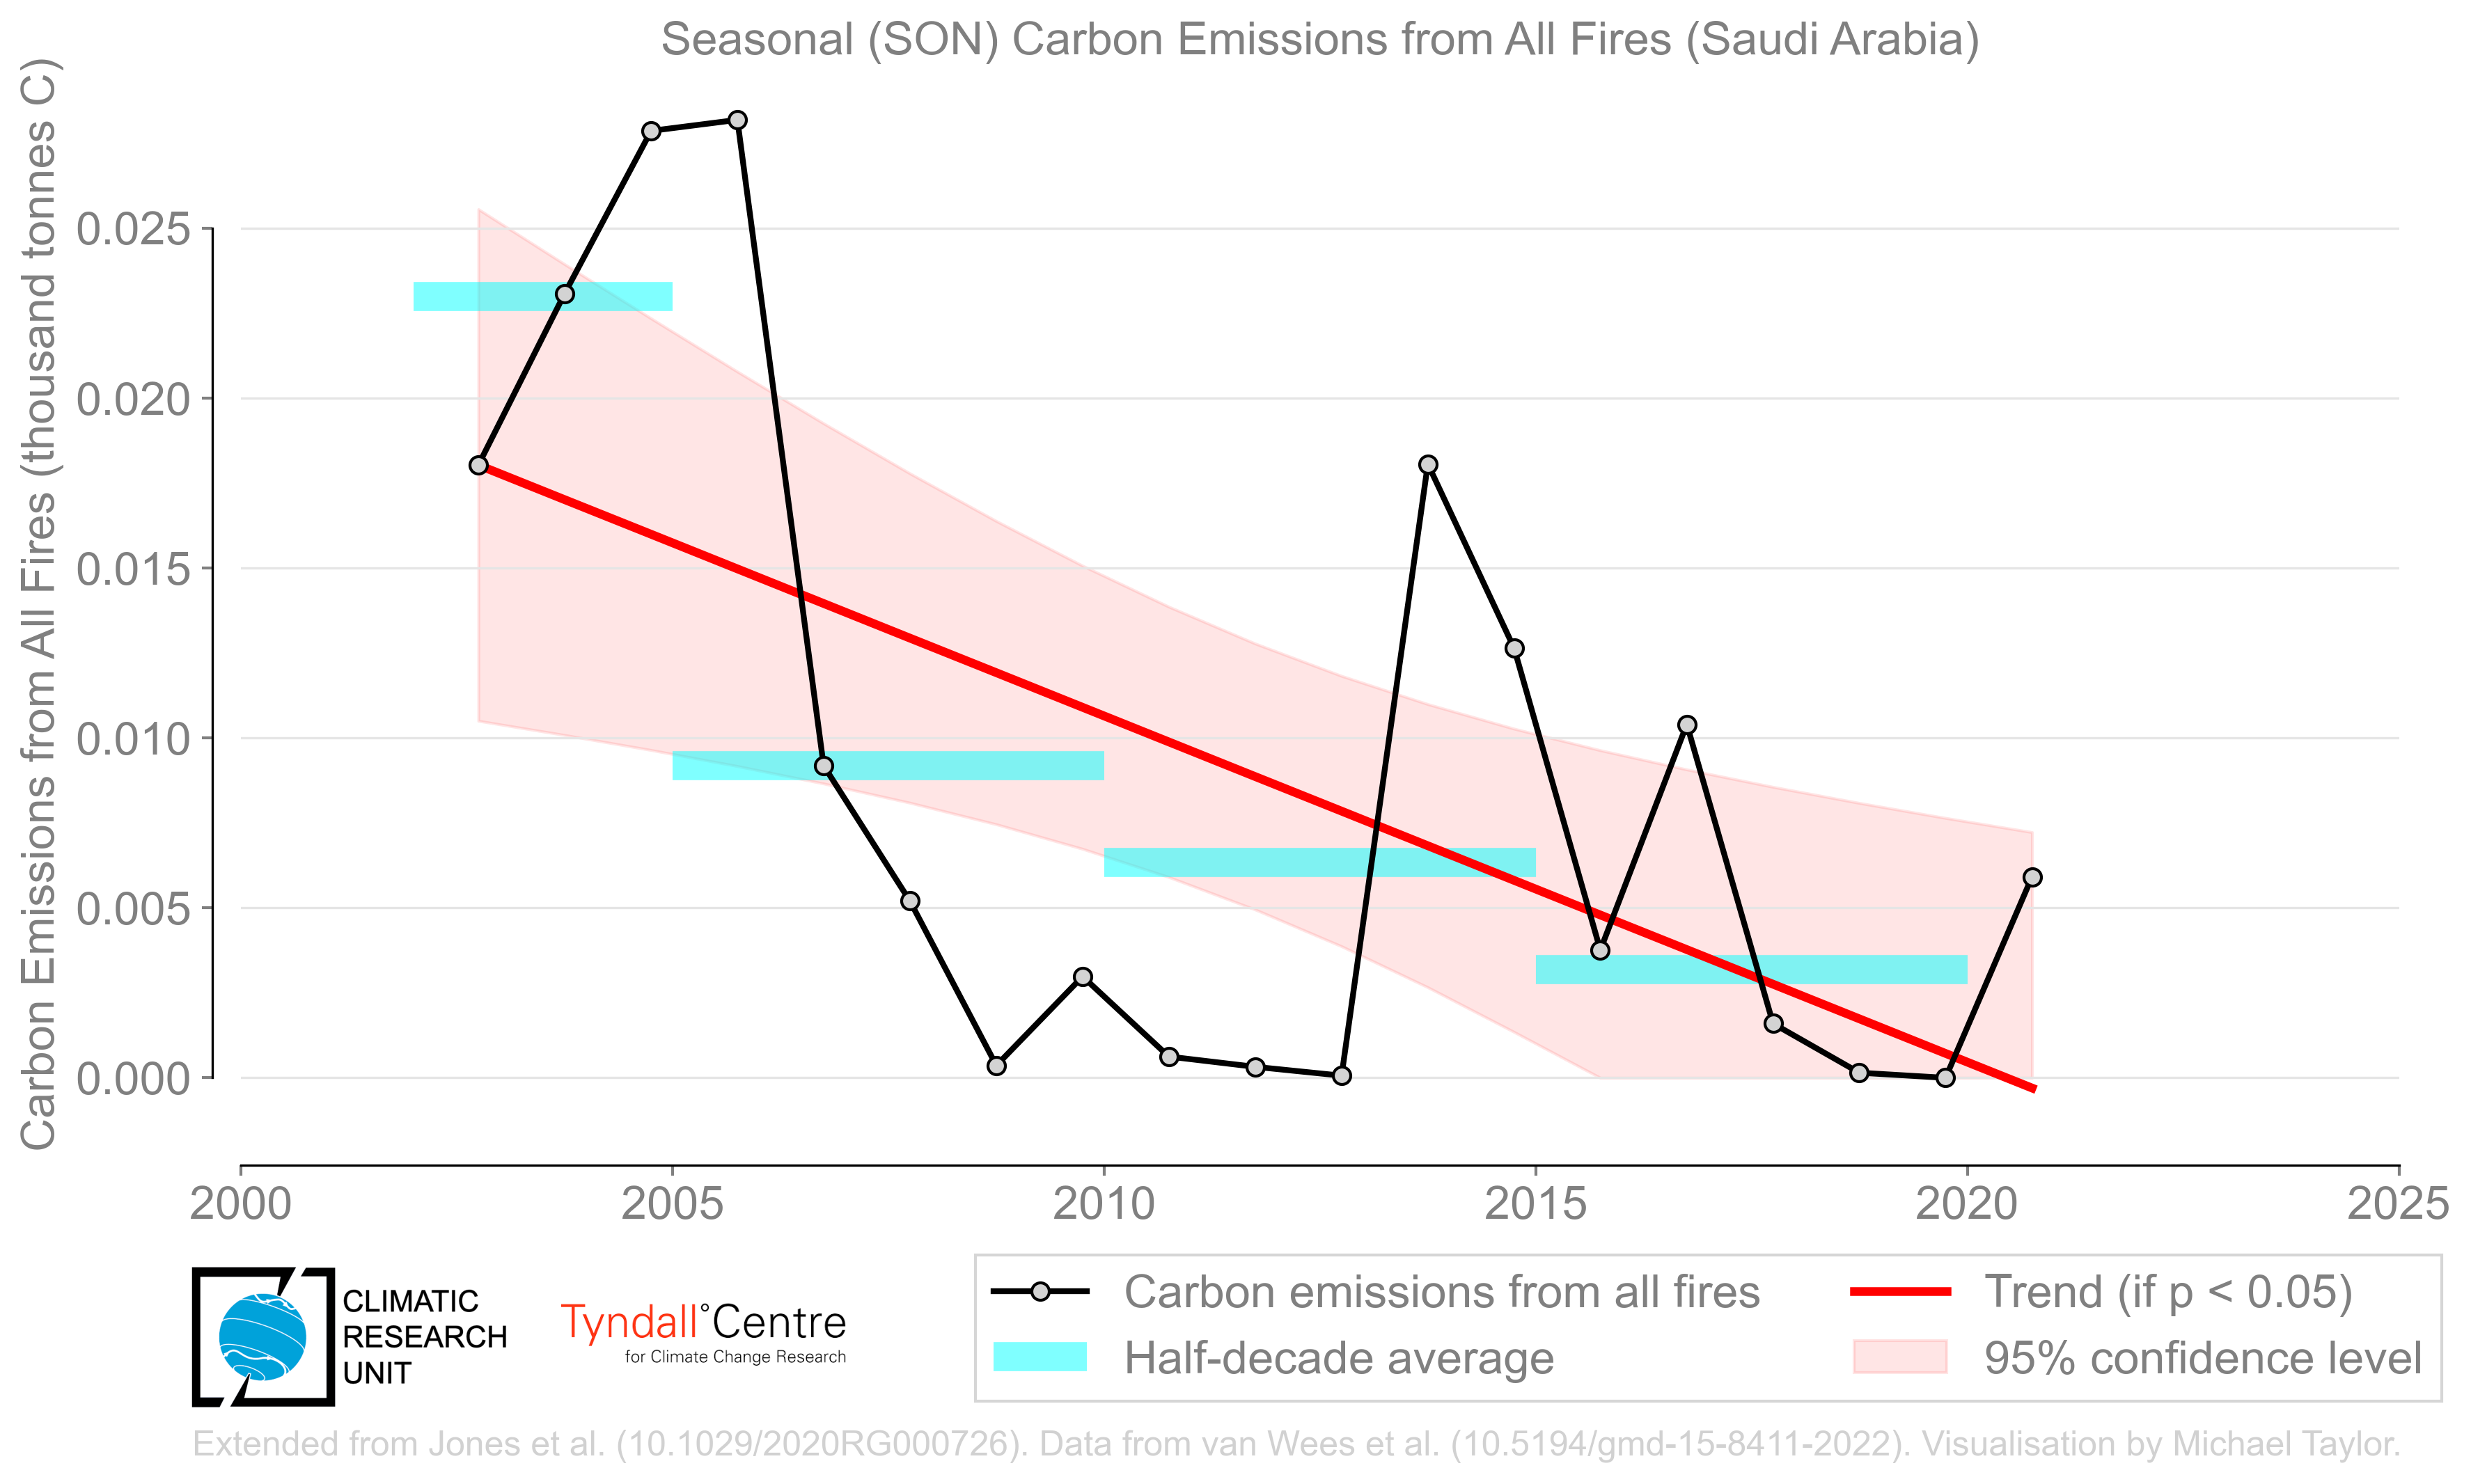 Seasonal (SON) Carbon Emissions from All Fires (Saudi Arabia)
Carbon Emissions from All Fires (thousand tonnes C)
0.025
0.020
0.015
0.010
0.005
0.000
2000 2005 2010 2015 2020 2025
CLIMATIC
RESEARCH
UNIT
Tyndall°Centre
for Climate Change Research
Carbon emissions from all fires
Half-decade average
Trend (if p < 0.05)
95% confidence level
Extended from Jones et al. (10.1029/2020RG000726). Data from van Wees et al. (10.5194/gmd-15-8411-2022). Visualisation by Michael Taylor.